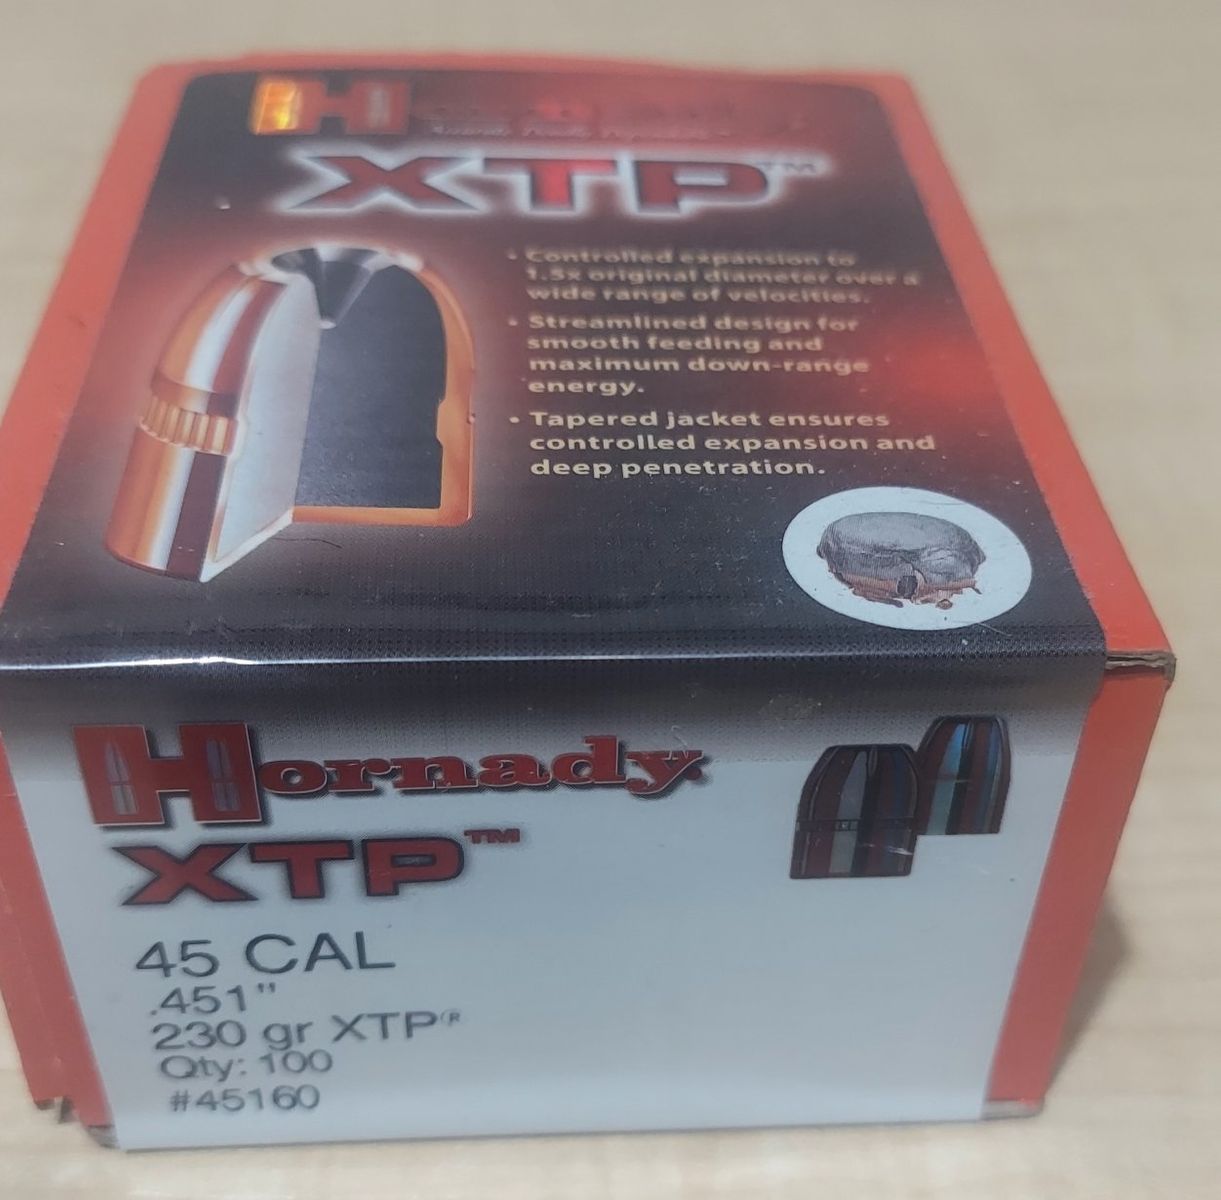 H
XTP™
• Controlled expansion to
1.5x original diameter over a
wide range of velocities.
• Streamlined design for
smooth feeding and
maximum down-range
energy.
• Tapered jacket ensures
controlled expansion and
deep penetration.
Hornady
XTP™
45 CAL
.451"
230 gr XTP®
Qty: 100
#45160